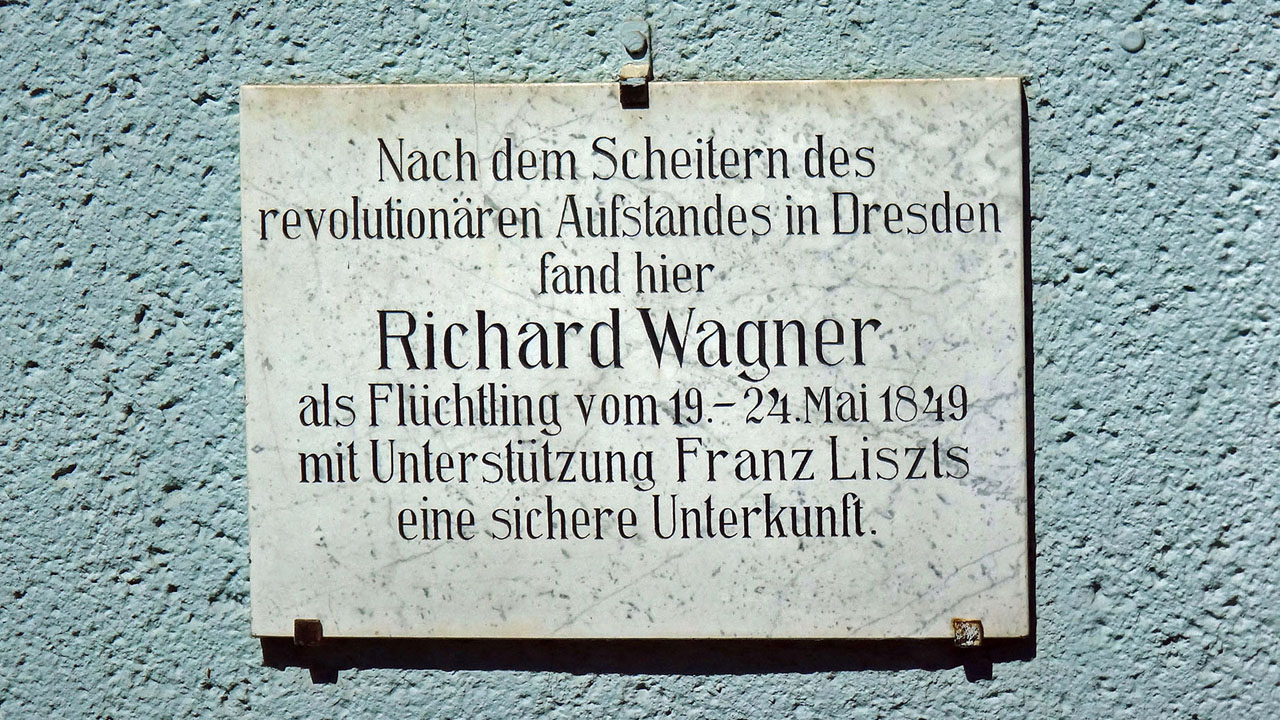 Nach dem Scheitern des
revolutionären Aufstandes in Dresden
fand hier
Richard Wagner
als Flüchtling vom 19.–24. Mai 1849
mit Unterstützung Franz Liszts
eine sichere Unterkunft.